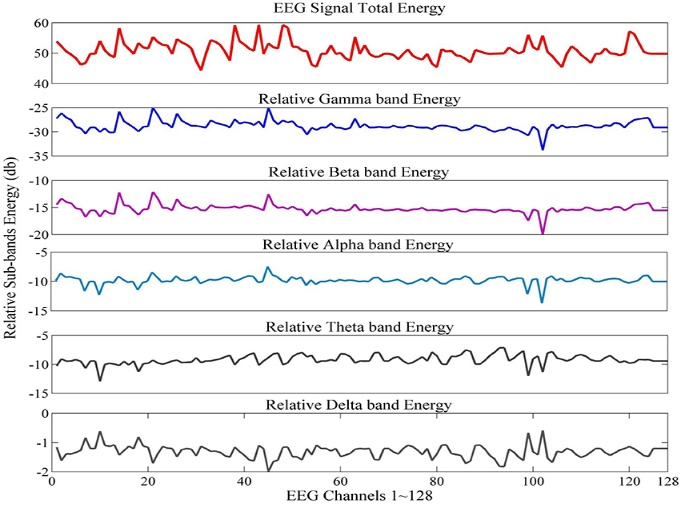 EEG Signal Total Energy
60
50
40
Relative Gamma band Energy
-25
-30
-35
Relative Beta band Energy
-10
-15
-20
Relative Alpha band Energy
-5
-10
-15
Relative Theta band Energy
-5
-10
-15
Relative Delta band Energy
0
-1
-2
0 20 40 60 80 100 120 128
EEG Channels 1~128
Relative Sub-bands Energy (db)